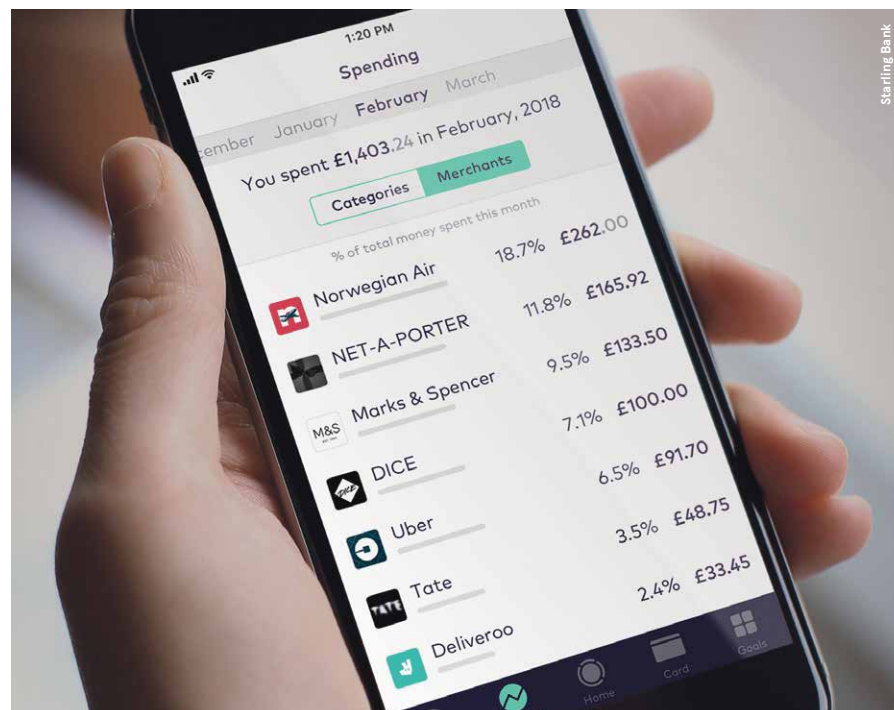 Starling Bank
1:20 PM
Spending
cember January February March
You spent £1,403.24 in February, 2018
Categories Merchants
% of total money spent this month
Norwegian Air 18.7% £262.00
NET-A-PORTER 11.8% £165.92
M&S Marks & Spencer 9.5% £133.50
DICE DICE 7.1% £100.00
Uber 6.5% £91.70
TATE Tate 3.5% £48.75
Deliveroo 2.4% £33.45
Home Card Goals